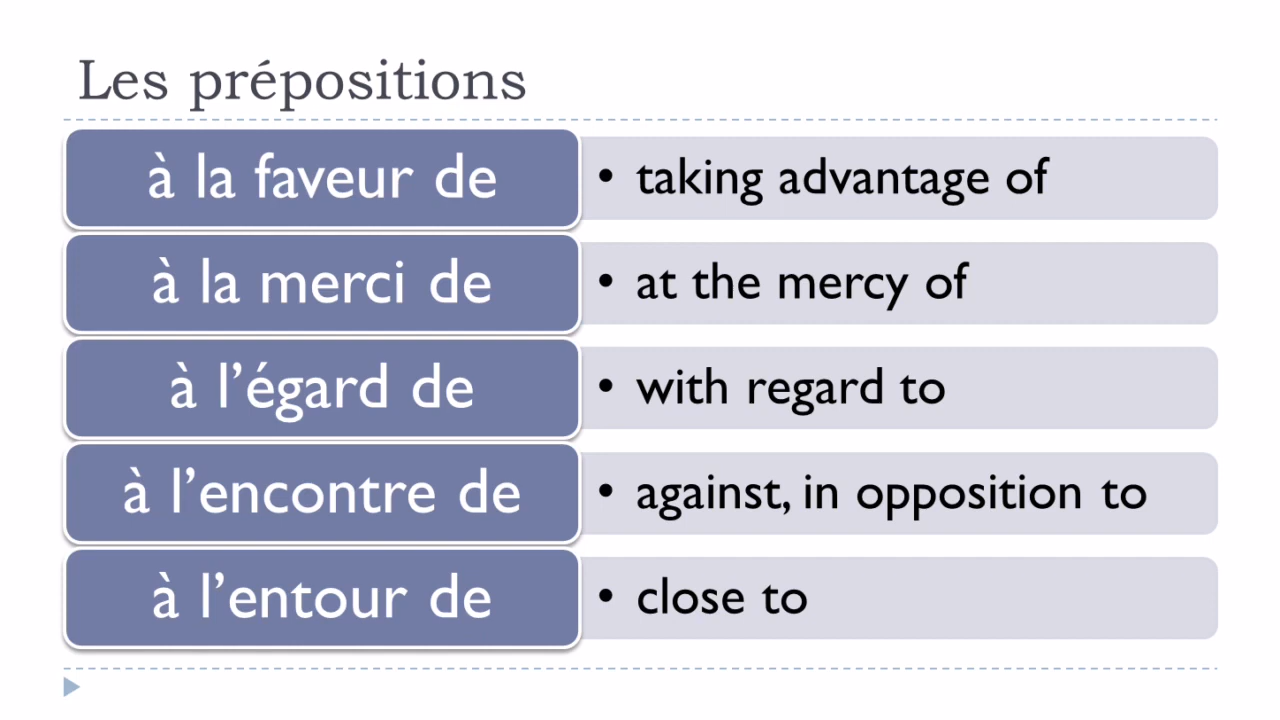 Les prépositions
à la faveur de
• taking advantage of
à la merci de
• at the mercy of
à l’égard de
• with regard to
à l’encontre de
• against, in opposition to
à l’entour de
• close to